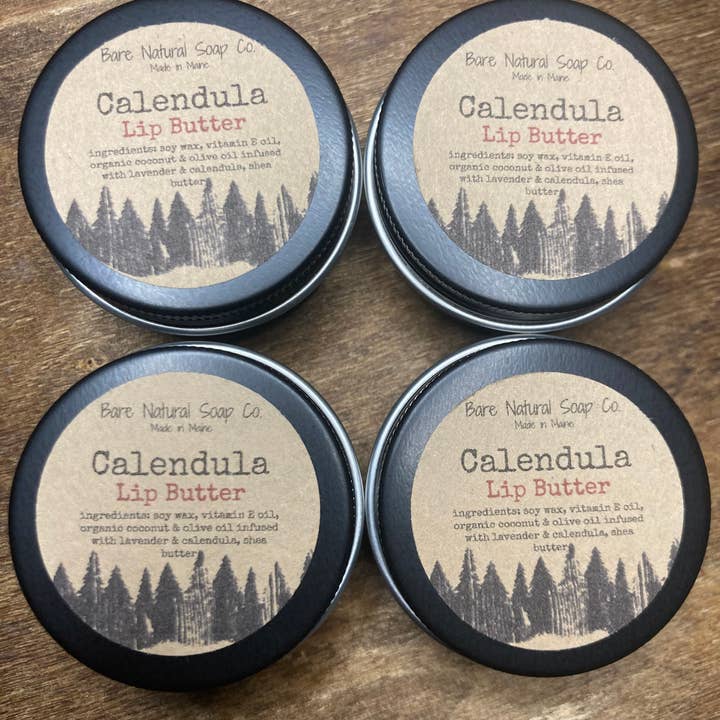 Bare Natural Soap Co.
Made in Maine
Calendula
Lip Butter
ingredients: soy wax, vitamin E oil,
organic coconut & olive oil infused
with lavender & calendula, shea
butter
Bare Natural Soap Co.
Made in Maine
Calendula
Lip Butter
ingredients: soy wax, vitamin E oil,
organic coconut & olive oil infused
with lavender & calendula, shea
butter
Bare Natural Soap Co.
Made in Maine
Calendula
Lip Butter
ingredients: soy wax, vitamin E oil,
organic coconut & olive oil infused
with lavender & calendula, shea
butter
Bare Natural Soap Co.
Made in Maine
Calendula
Lip Butter
ingredients: soy wax, vitamin E oil,
organic coconut & olive oil infused
with lavender & calendula, shea
butter